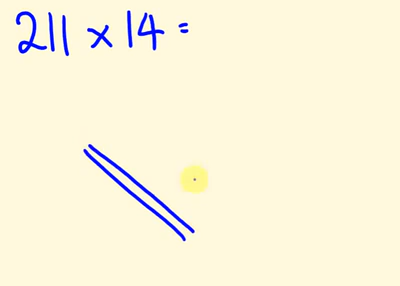 211 × 14 =